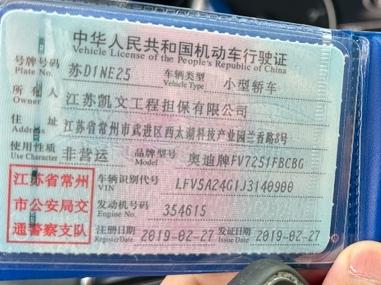 中华人民共和国机动车行驶证
Vehicle License of the People's Republic of China
号牌号码 苏D1NE25 车辆类型 小型轿车
Plate No. Vehicle Type
所有人 江苏凯文工程担保有限公司
Owner
住址 江苏省常州市武进区西太湖科技产业园兰香路8号
Address
使用性质 非营运 品牌型号 奥迪牌FV7251FBCBG
Use Character Model
江苏省常州 车辆识别代号 LFV5A24G1J3140900
VIN
市公安局交 发动机号码 354615
Engine No.
通警察支队 注册日期 2019-02-27 发证日期 2019-02-27
Register Date Issue Date